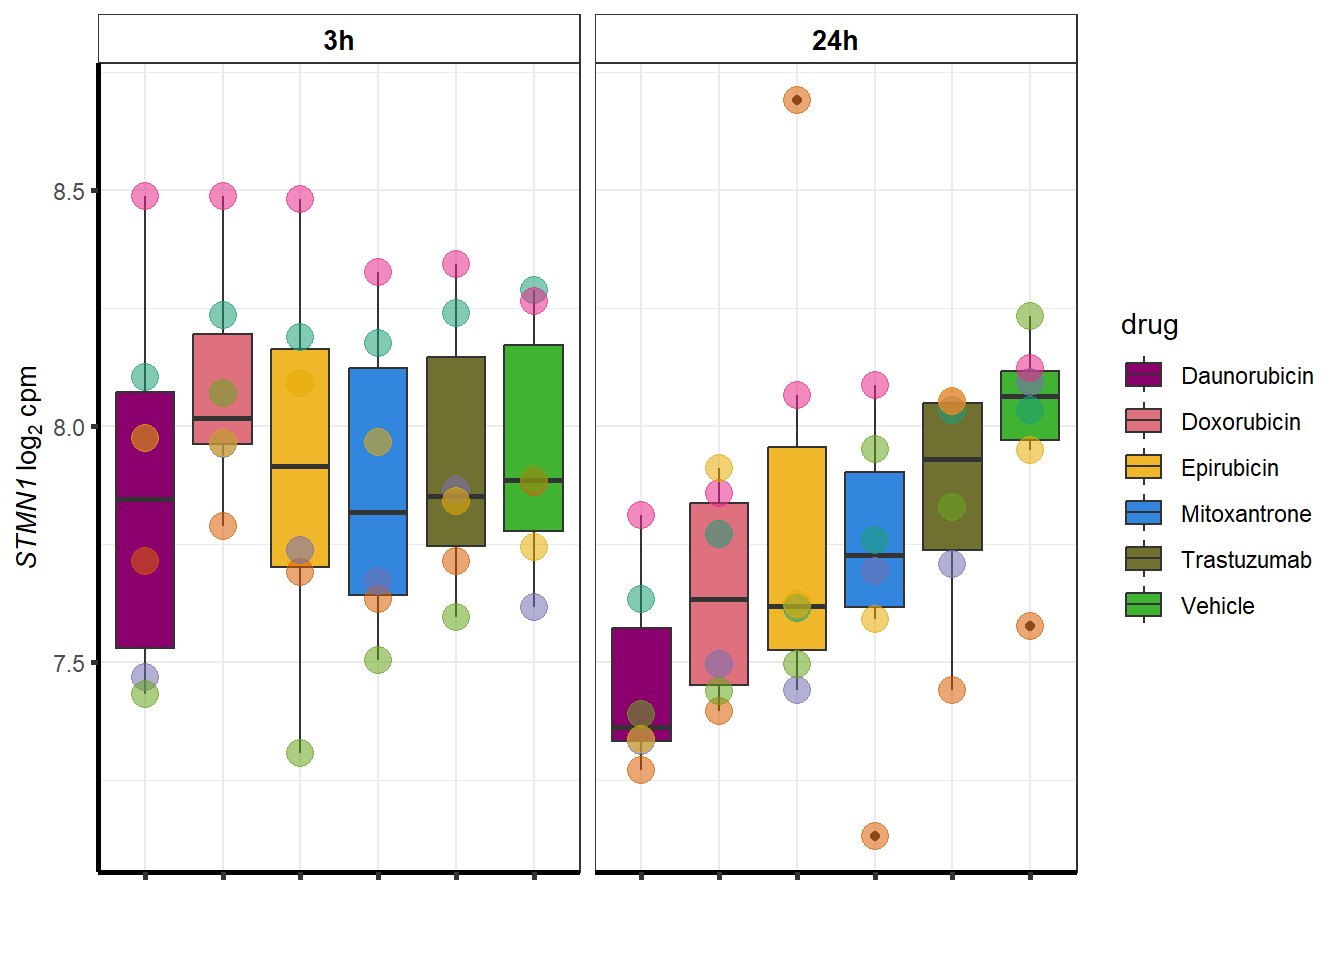 3h
24h
STMN1 log₂ cpm
8.5
8.0
7.5
drug
Daunorubicin
Doxorubicin
Epirubicin
Mitoxantrone
Trastuzumab
Vehicle